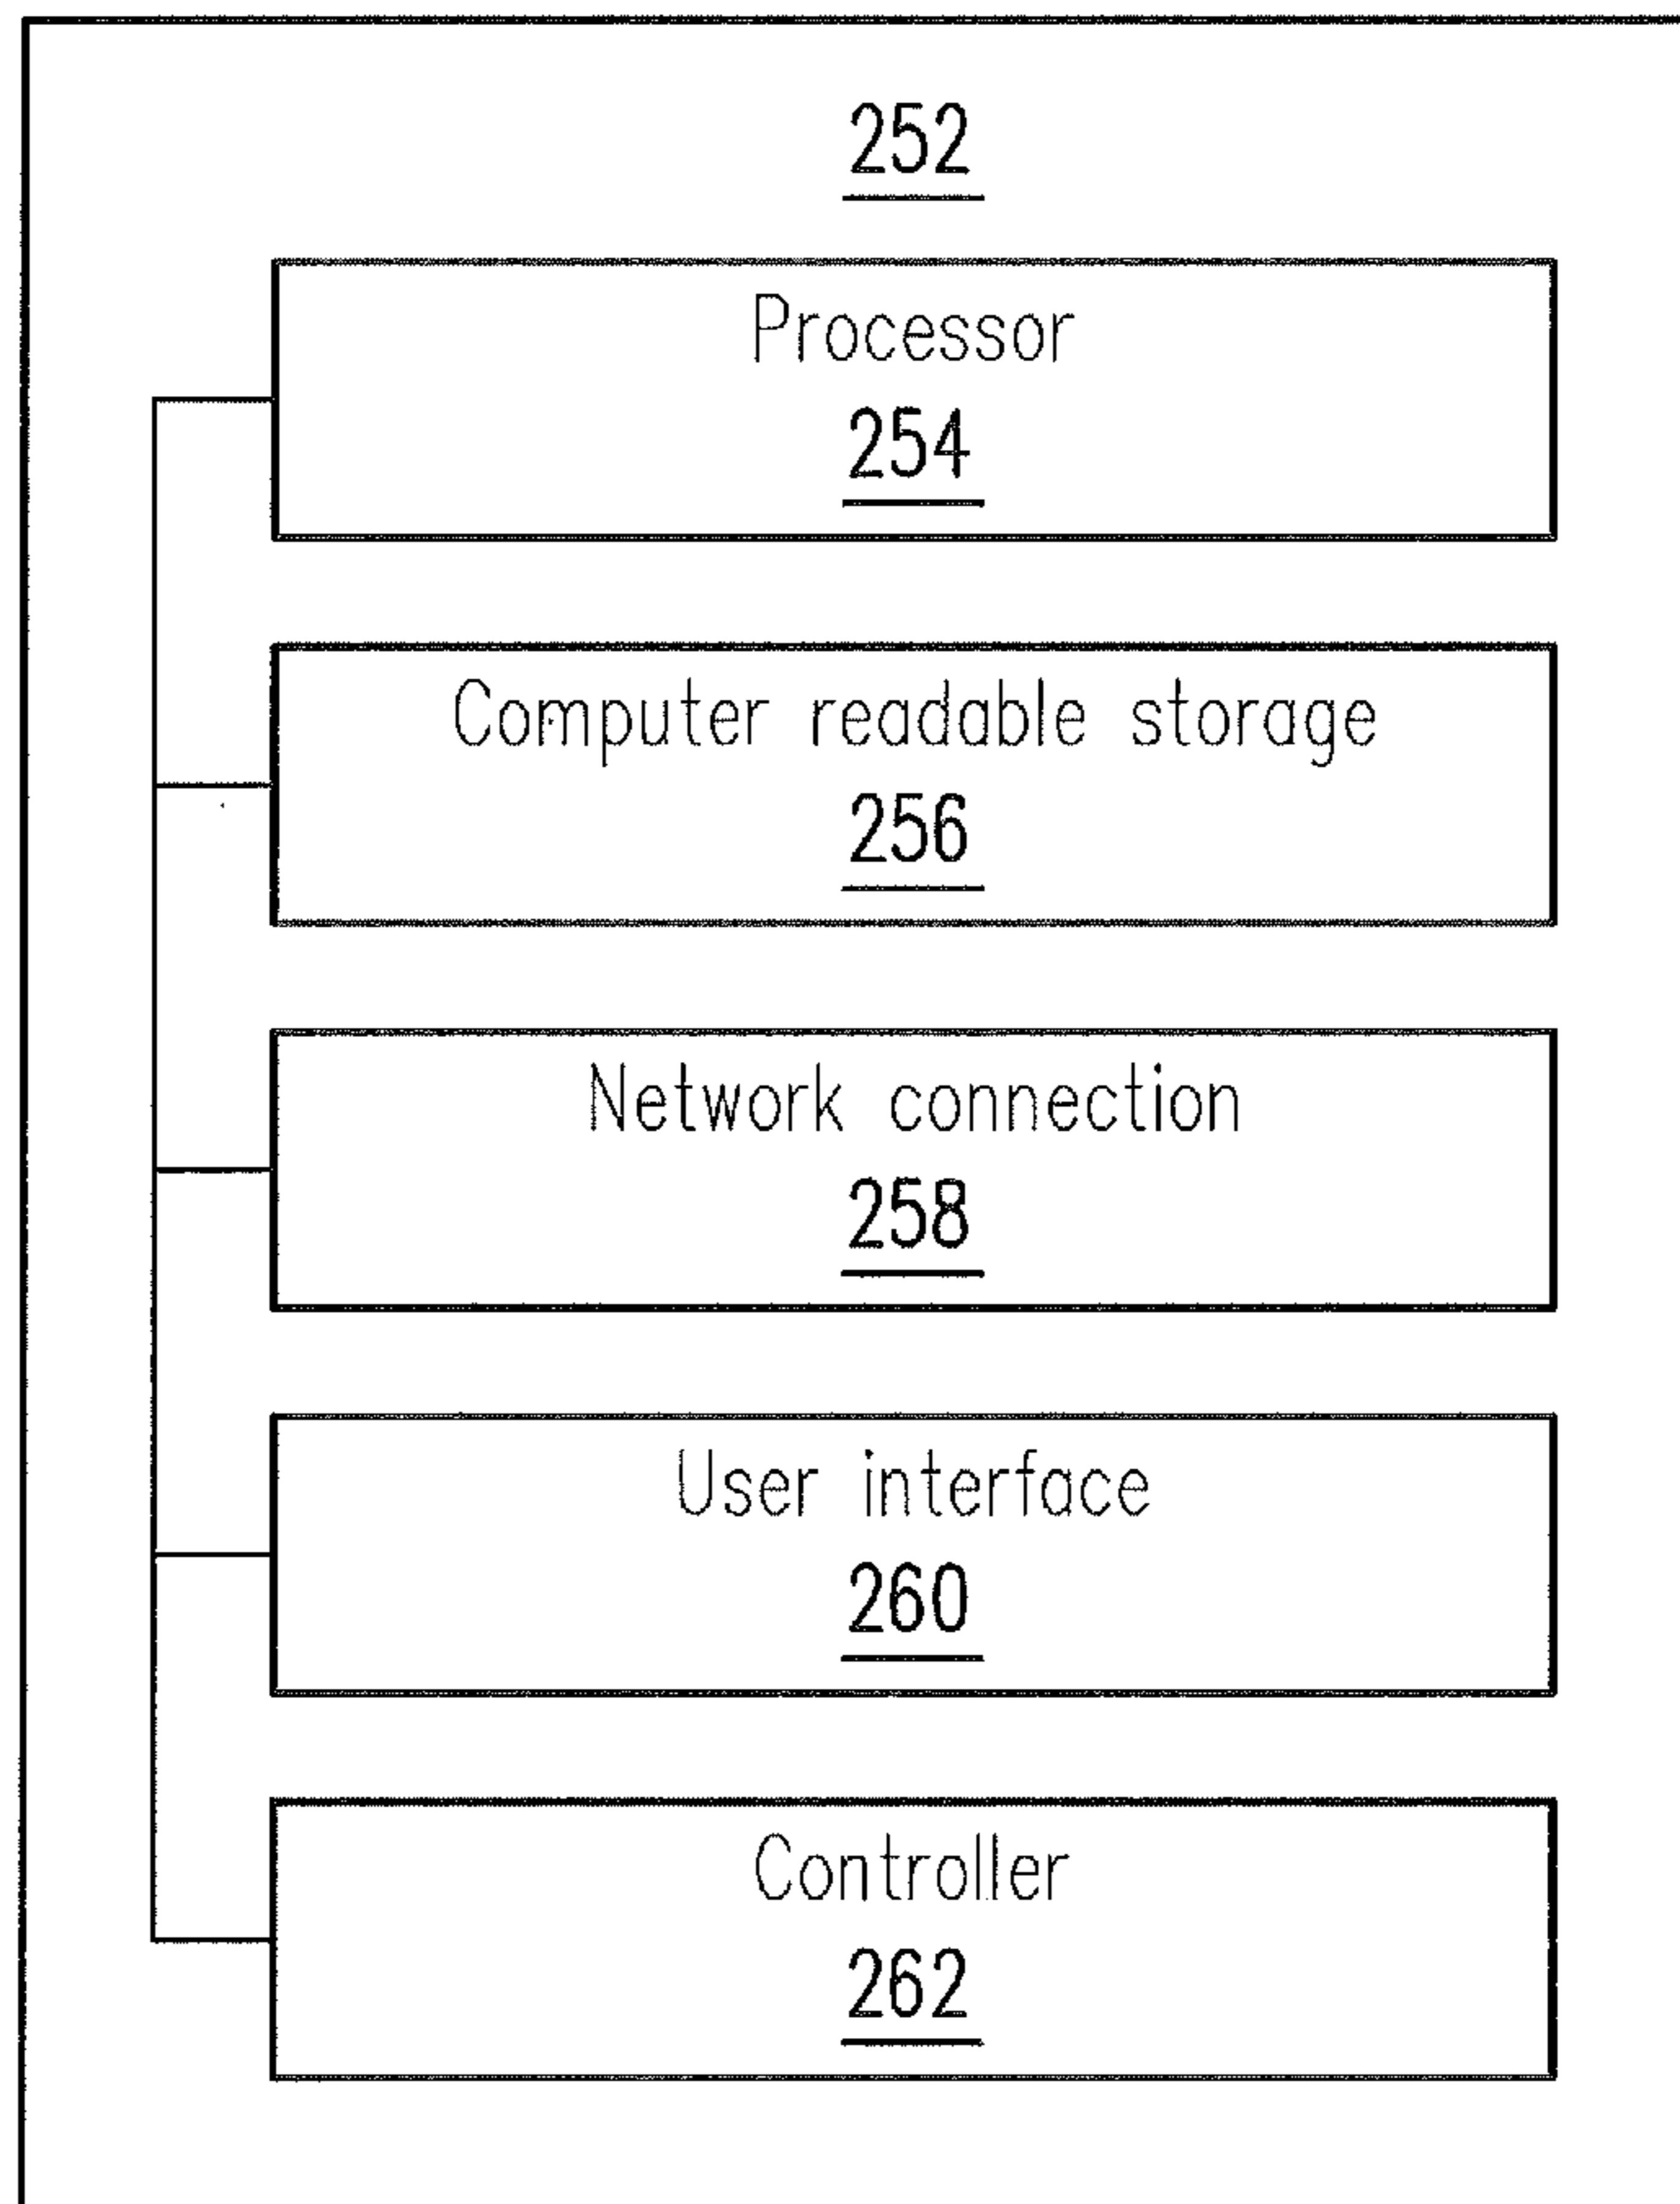 252
Processor
254
Computer readable storage
256
Network connection
258
User interface
260
Controller
262